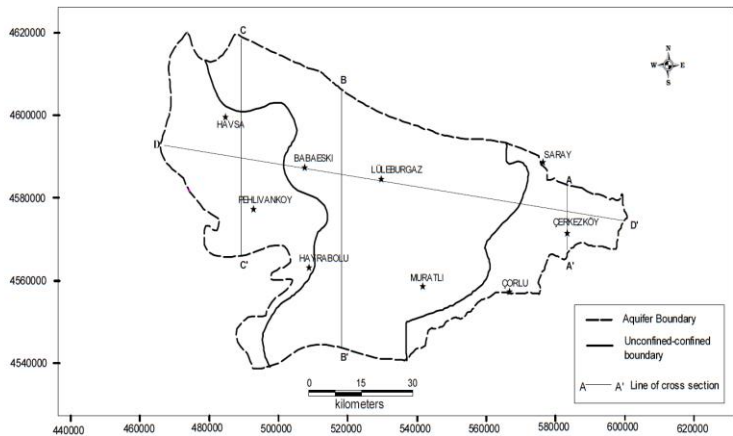 4620000
4600000
4580000
4560000
4540000
440000
460000
480000
500000
520000
540000
560000
580000
600000
620000
N
W E
S
C
B
HAVSA
D
BABAESKI
LÜLEBURGAZ
SARAY
A
PEHLIVANKOY
ÇERKEZKÖY
D'
C'
HAYRABOLU
A'
MURATLI
ÇORLU
B'
0 15 30
kilometers
Aquifer Boundary
Unconfined-confined
boundary
A A' Line of cross section